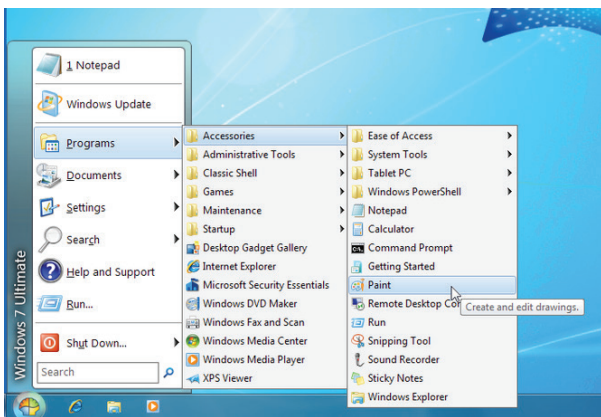 1 Notepad
Windows Update
Programs
Documents
Settings
Search
Help and Support
Run...
Shut Down...
Search
Windows 7 Ultimate
Accessories
Administrative Tools
Classic Shell
Games
Maintenance
Startup
Desktop Gadget Gallery
Internet Explorer
Microsoft Security Essentials
Windows DVD Maker
Windows Fax and Scan
Windows Media Center
Windows Media Player
XPS Viewer
Ease of Access
System Tools
Tablet PC
Windows PowerShell
Notepad
Calculator
Command Prompt
Getting Started
Paint
Remote Desktop Co
Create and edit drawings.
Run
Snipping Tool
Sound Recorder
Sticky Notes
Windows Explorer